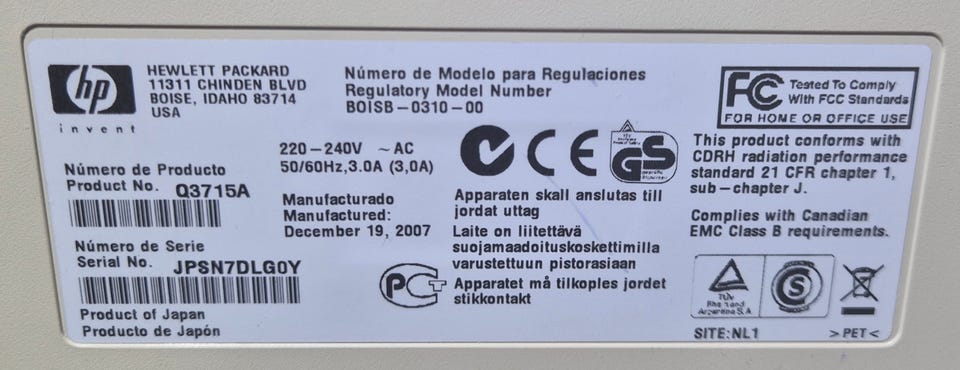 hp
invent
HEWLETT PACKARD
11311 CHINDEN BLVD
BOISE, IDAHO 83714
USA
Número de Modelo para Regulaciones
Regulatory Model Number
BOISB-0310-00
FCC Tested To Comply
With FCC Standards
FOR HOME OR OFFICE USE
Número de Producto
Product No. Q3715A
Número de Serie
Serial No. JPSN7DLG0Y
Product of Japan
Producto de Japón
220-240V ~ AC
50/60Hz,3.0A (3,0A)
Manufacturado
Manufactured:
December 19, 2007
CE
GS
Apparaten skall anslutas till
jordat uttag
Laite on liitettävä
suojamaadoituskoskettimilla
varustettuun pistorasiaan
Apparatet må tilkoples jordet
stikkontakt
This product conforms with
CDRH radiation performance
standard 21 CFR chapter 1,
sub-chapter J.
Complies with Canadian
EMC Class B requirements.
TÜV
Rheinland
Argentina S.A.
S
SITE:NL1
>PET<